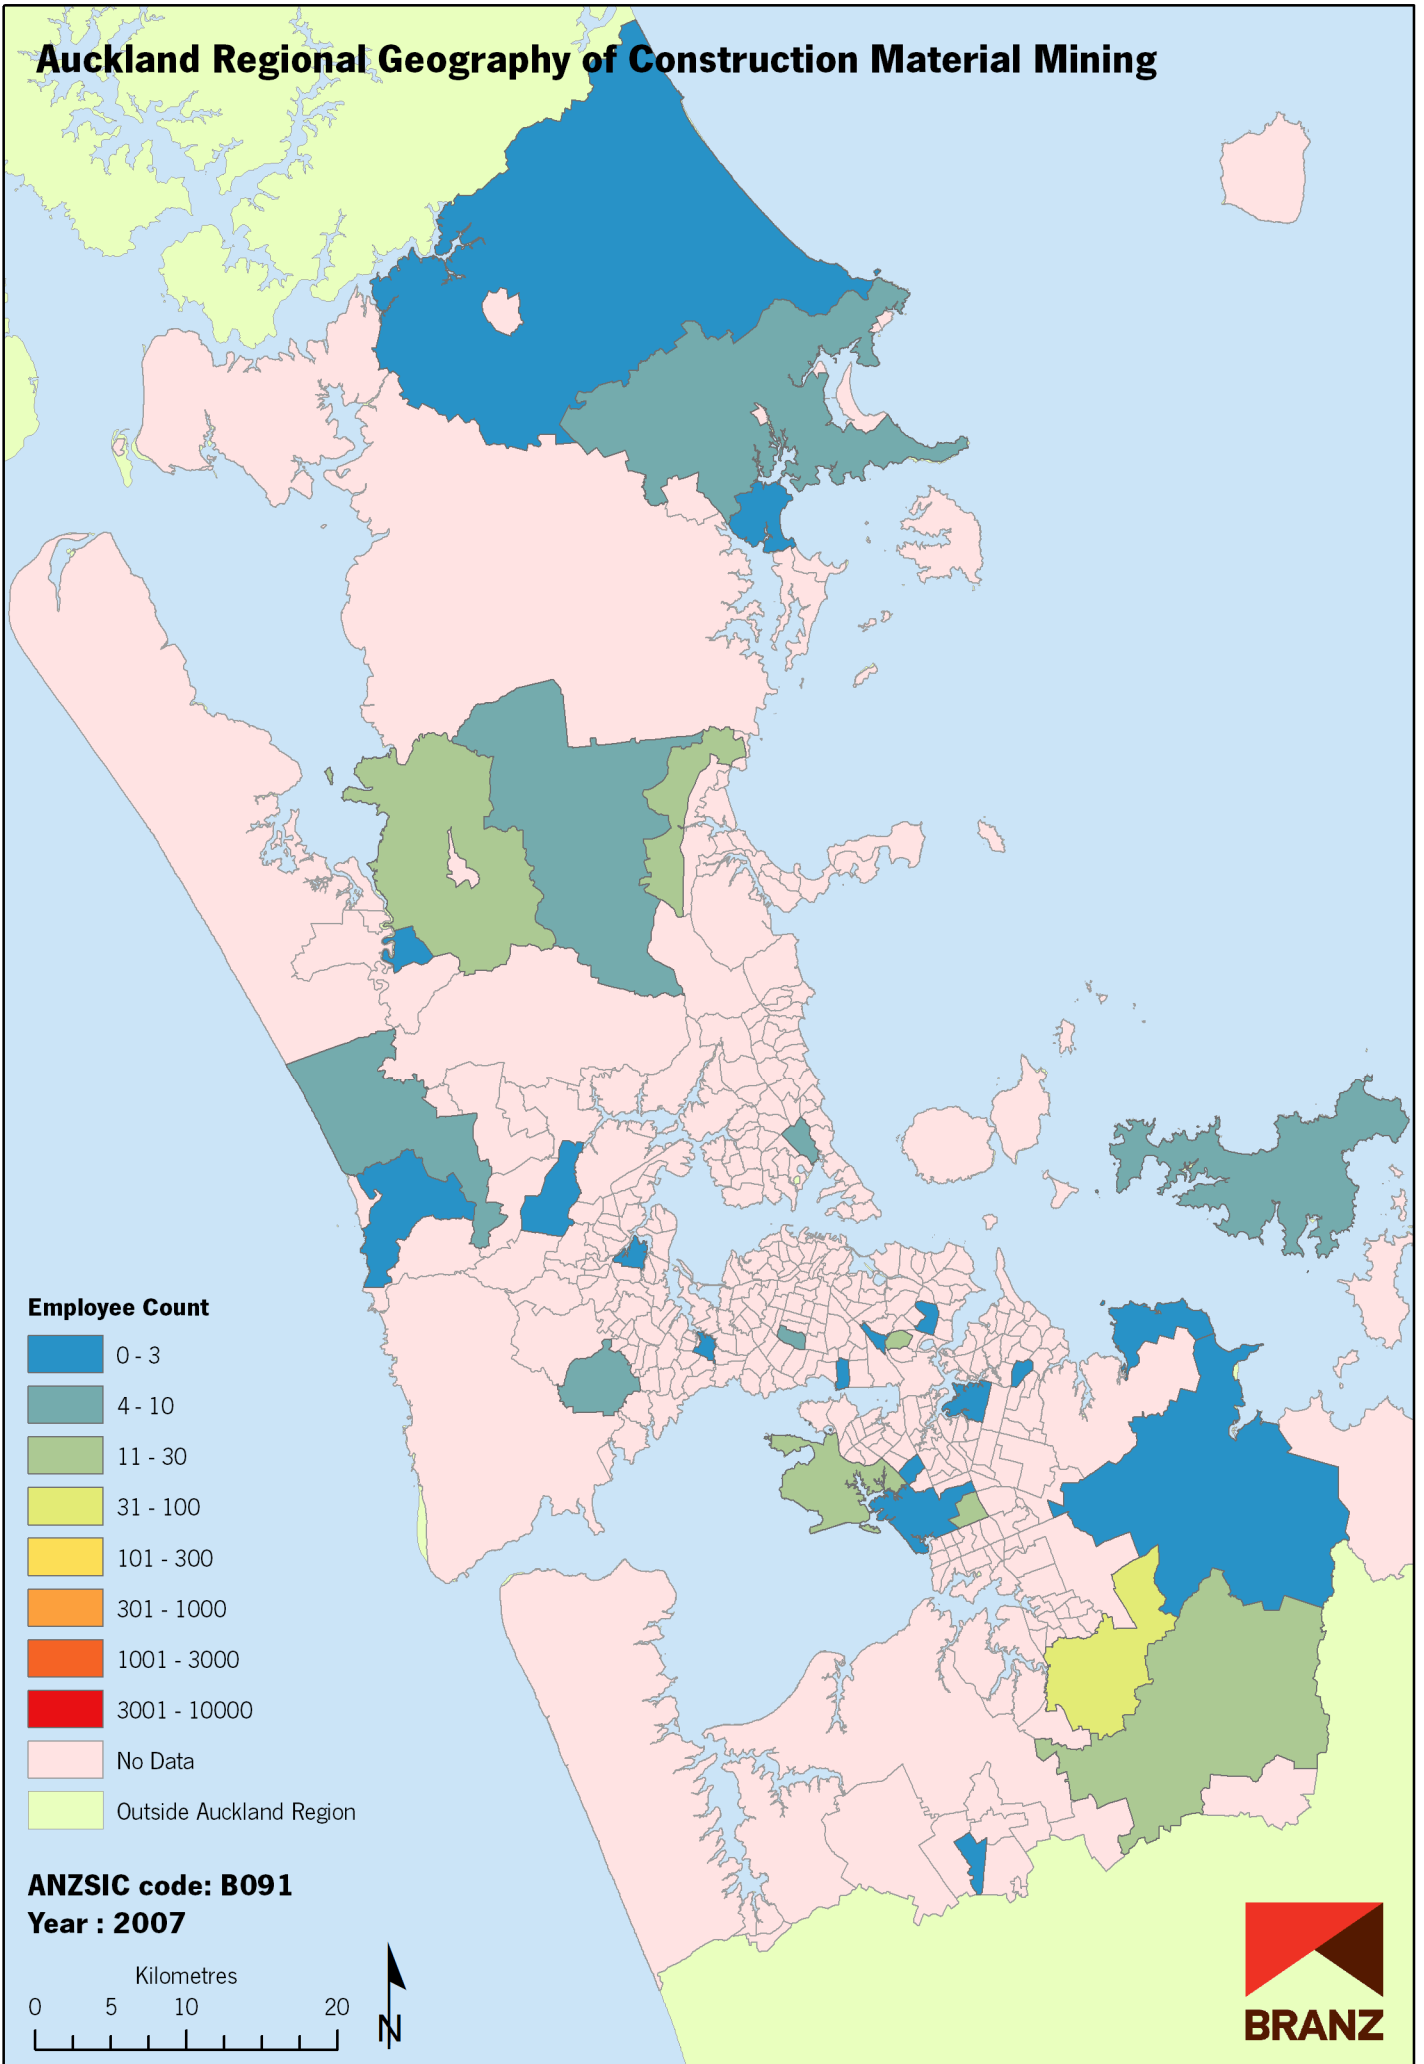 Auckland Regional Geography of Construction Material Mining
Employee Count
0 - 3
4 - 10
11 - 30
31 - 100
101 - 300
301 - 1000
1001 - 3000
3001 - 10000
No Data
Outside Auckland Region
ANZSIC code: B091
Year : 2007
Kilometres
0 5 10 20
N
BRANZ